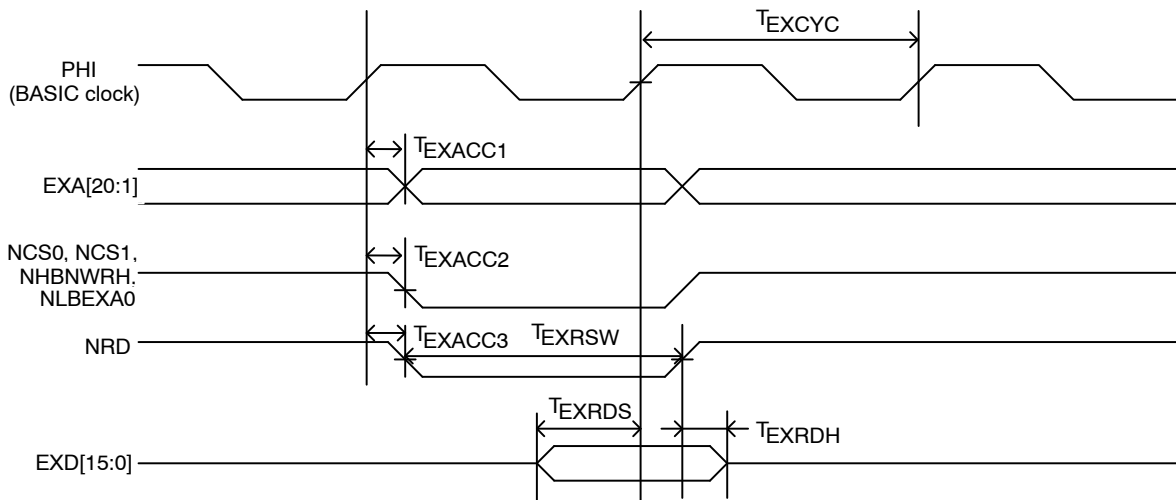 TEXCYC
PHI
(BASIC clock)
TEXACC1
EXA[20:1]
NCS0, NCS1,
NHBNWRH.
NLBEXA0
TEXACC2
NRD
TEXACC3
TEXRSW
TEXRDS
TEXRDH
EXD[15:0]